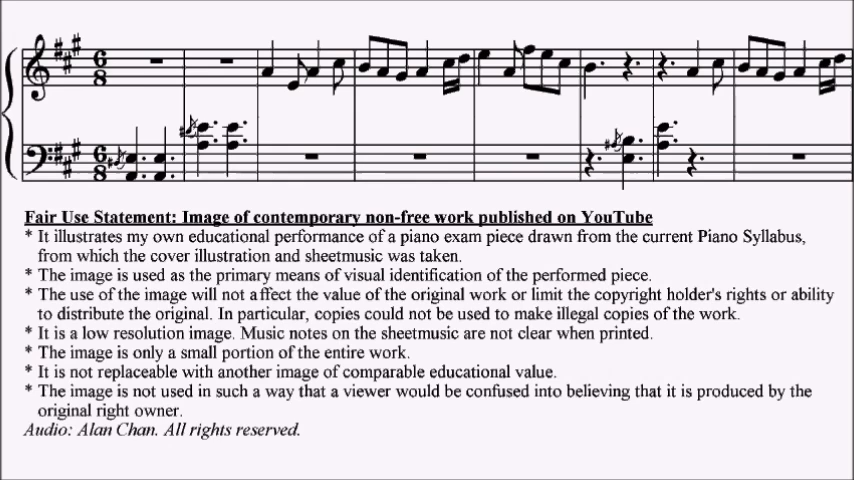 6
8
6
8
Fair Use Statement: Image of contemporary non-free work published on YouTube
* It illustrates my own educational performance of a piano exam piece drawn from the current Piano Syllabus,
from which the cover illustration and sheetmusic was taken.
* The image is used as the primary means of visual identification of the performed piece.
* The use of the image will not affect the value of the original work or limit the copyright holder's rights or ability
to distribute the original. In particular, copies could not be used to make illegal copies of the work.
* It is a low resolution image. Music notes on the sheetmusic are not clear when printed.
* The image is only a small portion of the entire work.
* It is not replaceable with another image of comparable educational value.
* The image is not used in such a way that a viewer would be confused into believing that it is produced by the
original right owner.
Audio: Alan Chan. All rights reserved.